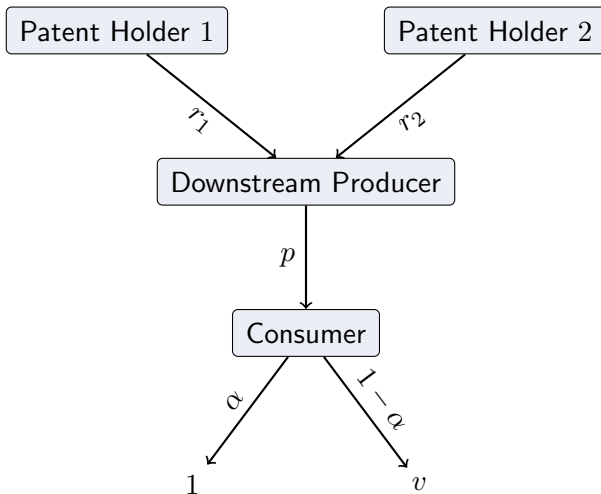 Patent Holder 1
Patent Holder 2
r₁
r₂
Downstream Producer
p
Consumer
α
1 − α
1
v